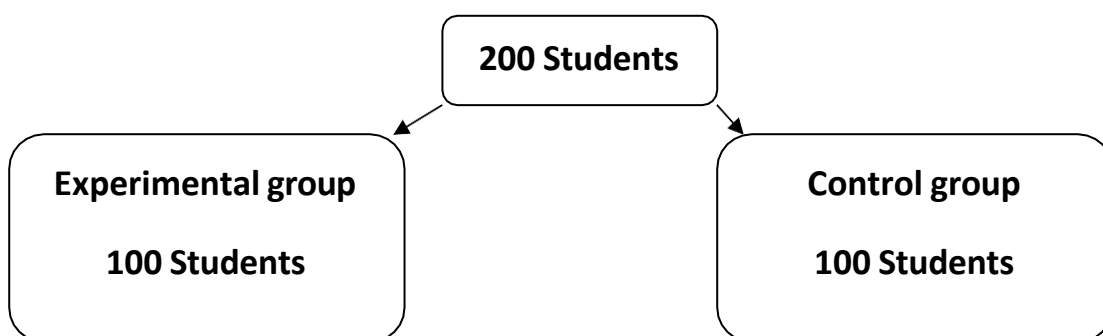 200 Students
Experimental group
100 Students
Control group
100 Students